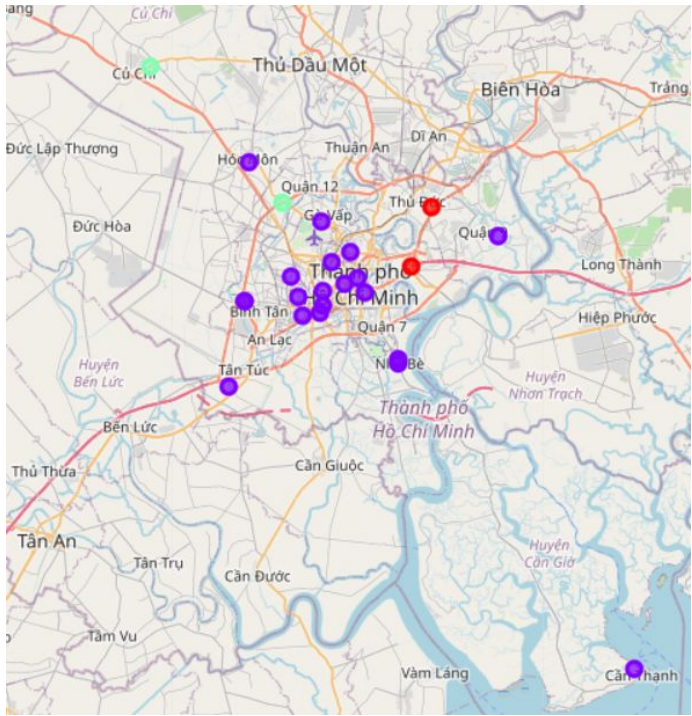 Củ Chi
Củ Chi
Thủ Dầu Một
Biên Hòa
Trảng
Dĩ An
Thuận An
Đức Lập Thượng
Hóc Môn
Quận 12
Thủ Đức
Gò Vấp
Đức Hòa
Quận
Long Thành
Thành phố
Hồ Chí Minh
Bình Tân
Hiệp Phước
Quận 7
An Lạc
Huyện
Bến Lức
Tân Túc
Nhà Bè
Huyện
Nhơn Trạch
Thành phố
Hồ Chí Minh
Bến Lức
Cần Giuộc
Thủ Thừa
Tân An
Huyện
Cần Giờ
Tân Trụ
Cần Đước
Tầm Vu
Vàm Láng
Cần Thạnh